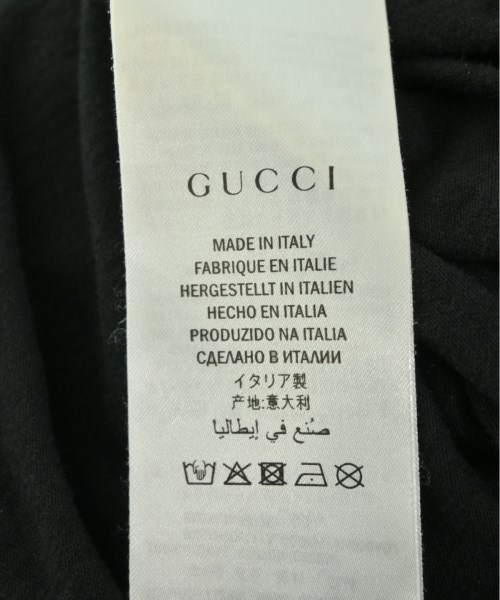 GUCCI
MADE IN ITALY
FABRIQUE EN ITALIE
HERGESTELLT IN ITALIEN
HECHO EN ITALIA
PRODUZIDO NA ITALIA
СДЕЛАНО В ИТАЛИИ
イタリア製
产地:意大利
صُنع في إيطاليا